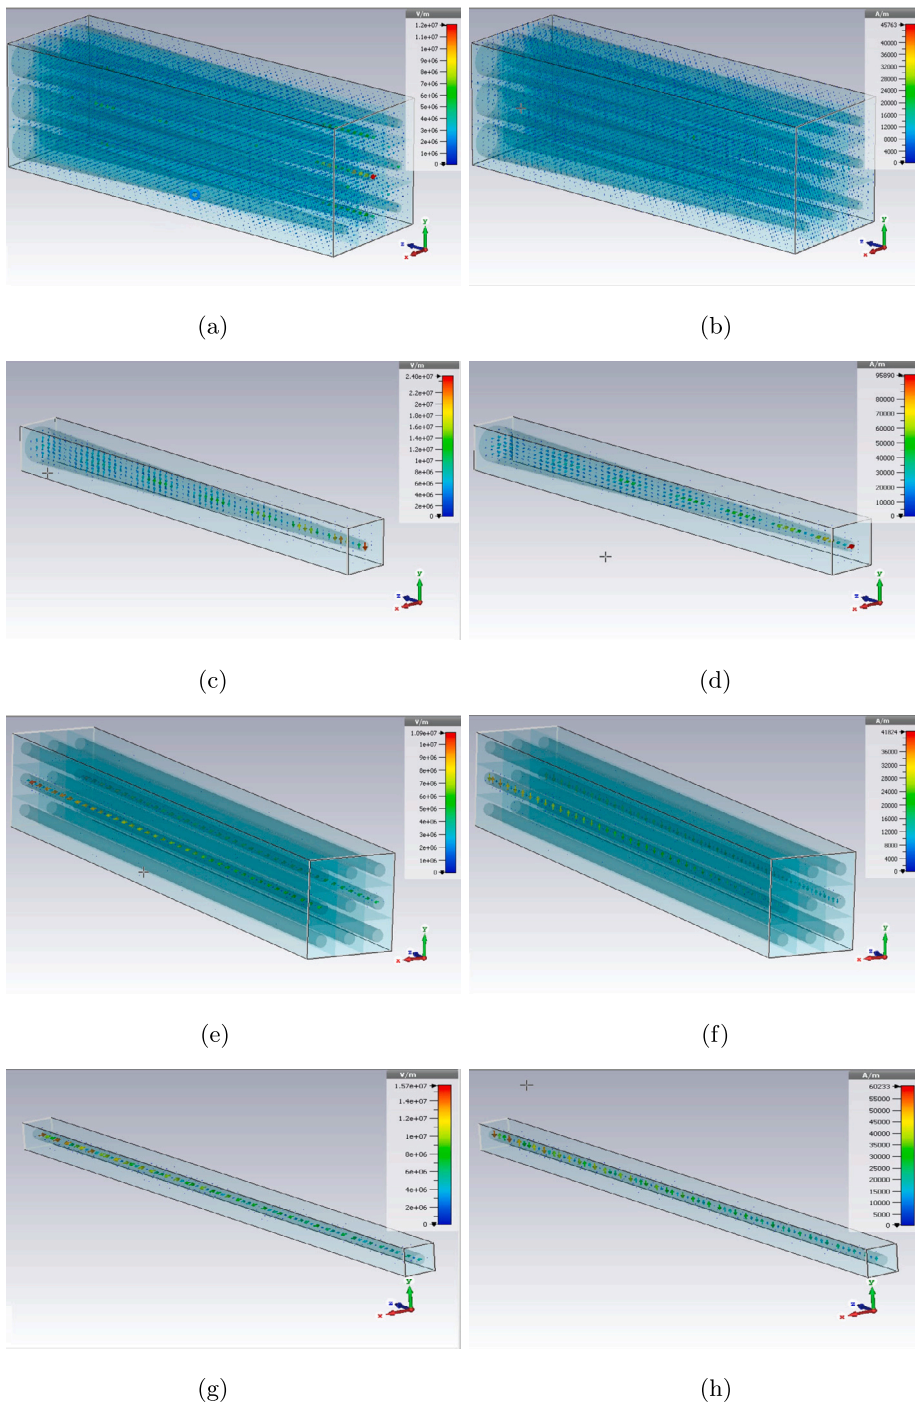 V/m
1.2e+07
1.1e+07
1e+07
9e+06
8e+06
7e+06
6e+06
5e+06
4e+06
3e+06
2e+06
1e+06
0
y
z
x
A/m
45763
40000
36000
32000
28000
24000
20000
16000
12000
8000
4000
0
y
z
x
(a)
(b)
V/m
2.40e+07
2.2e+07
2e+07
1.8e+07
1.6e+07
1.4e+07
1.2e+07
1e+07
8e+06
6e+06
4e+06
2e+06
0
y
z
x
A/m
95890
80000
70000
60000
50000
40000
30000
20000
10000
0
y
z
x
(c)
(d)
V/m
1.09e+07
1e+07
9e+06
8e+06
7e+06
6e+06
5e+06
4e+06
3e+06
2e+06
1e+06
0
y
z
x
A/m
41824
36000
32000
28000
24000
20000
16000
12000
8000
4000
0
y
z
x
(e)
(f)
V/m
1.57e+07
1.4e+07
1.2e+07
1e+07
8e+06
6e+06
4e+06
2e+06
0
y
z
x
A/m
60233
55000
50000
45000
40000
35000
30000
25000
20000
15000
10000
5000
0
y
z
x
(g)
(h)